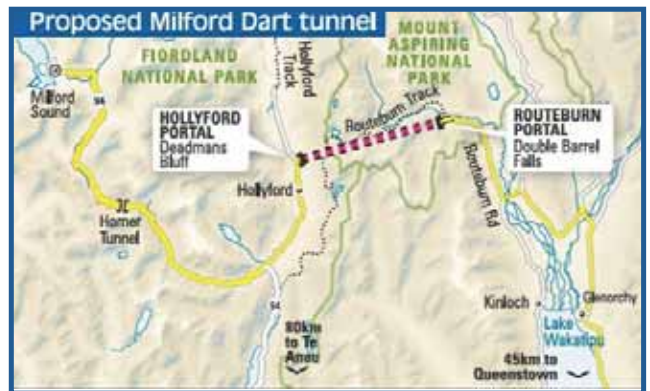 Proposed Milford Dart tunnel
FIORDLAND
NATIONAL PARK
MOUNT
ASPIRING
NATIONAL
PARK
Hollyford
Track
Milford
Sound
94
HOLLYFORD
PORTAL
Deadmans
Bluff
Routeburn Track
ROUTEBURN
PORTAL
Double Barrel
Falls
Hollyford
Routeburn Rd
Homer
Tunnel
94
Kinloch
Glenorchy
Lake
Wakatipu
80km
to Te
Anau
45km to
Queenstown